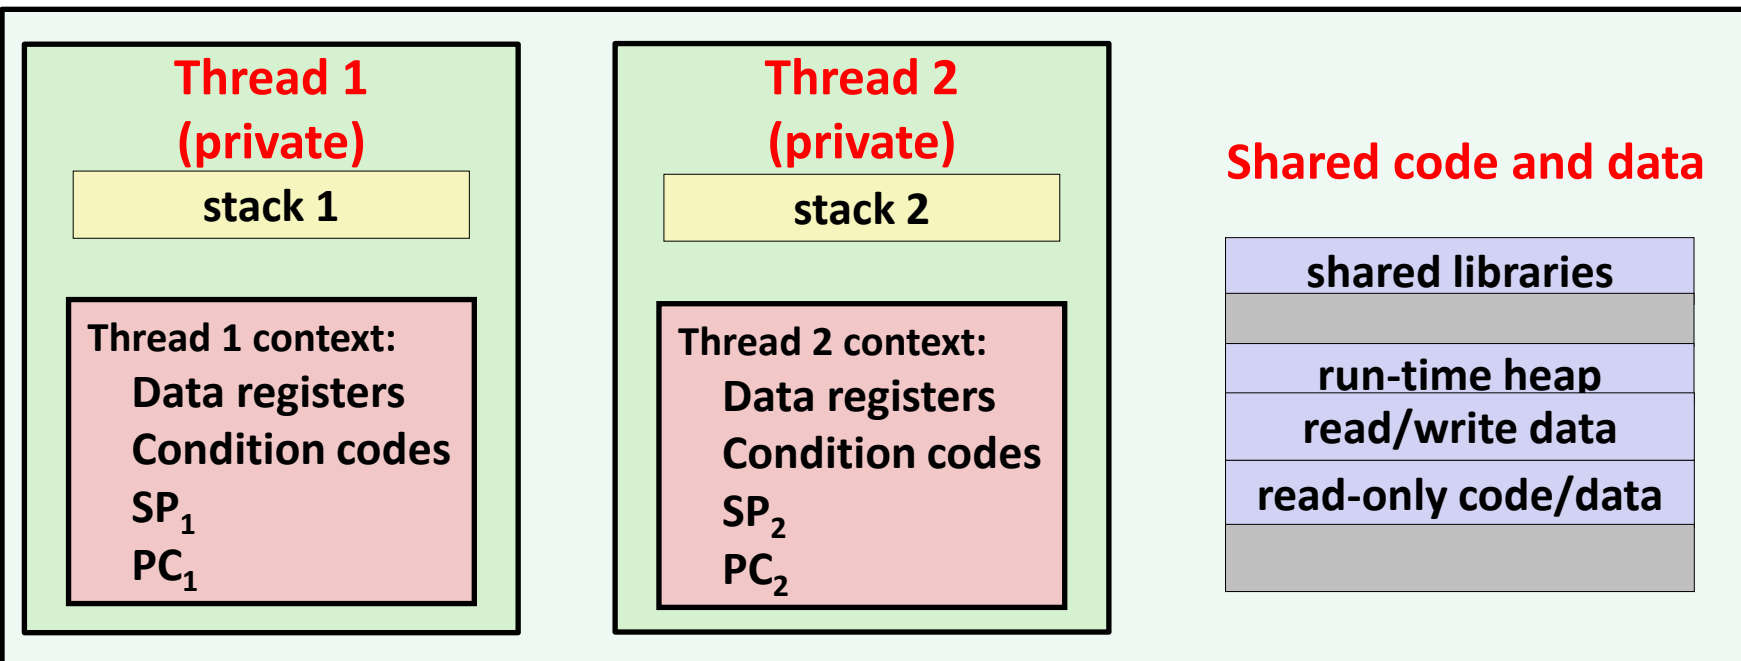 Thread 1
(private)
stack 1
Thread 1 context:
Data registers
Condition codes
SP₁
PC₁
Thread 2
(private)
stack 2
Thread 2 context:
Data registers
Condition codes
SP₂
PC₂
Shared code and data
shared libraries
run-time heap
read/write data
read-only code/data